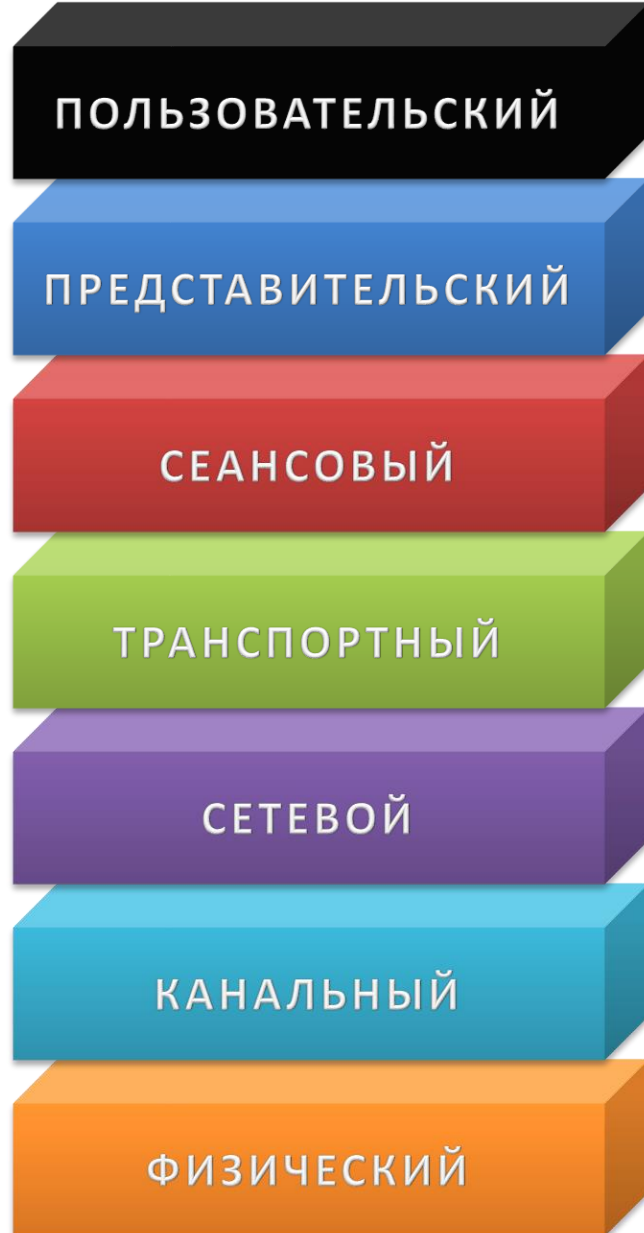 ПОЛЬЗОВАТЕЛЬСКИЙ
ПРЕДСТАВИТЕЛЬСКИЙ
СЕАНСОВЫЙ
ТРАНСПОРТНЫЙ
СЕТЕВОЙ
КАНАЛЬНЫЙ
ФИЗИЧЕСКИЙ